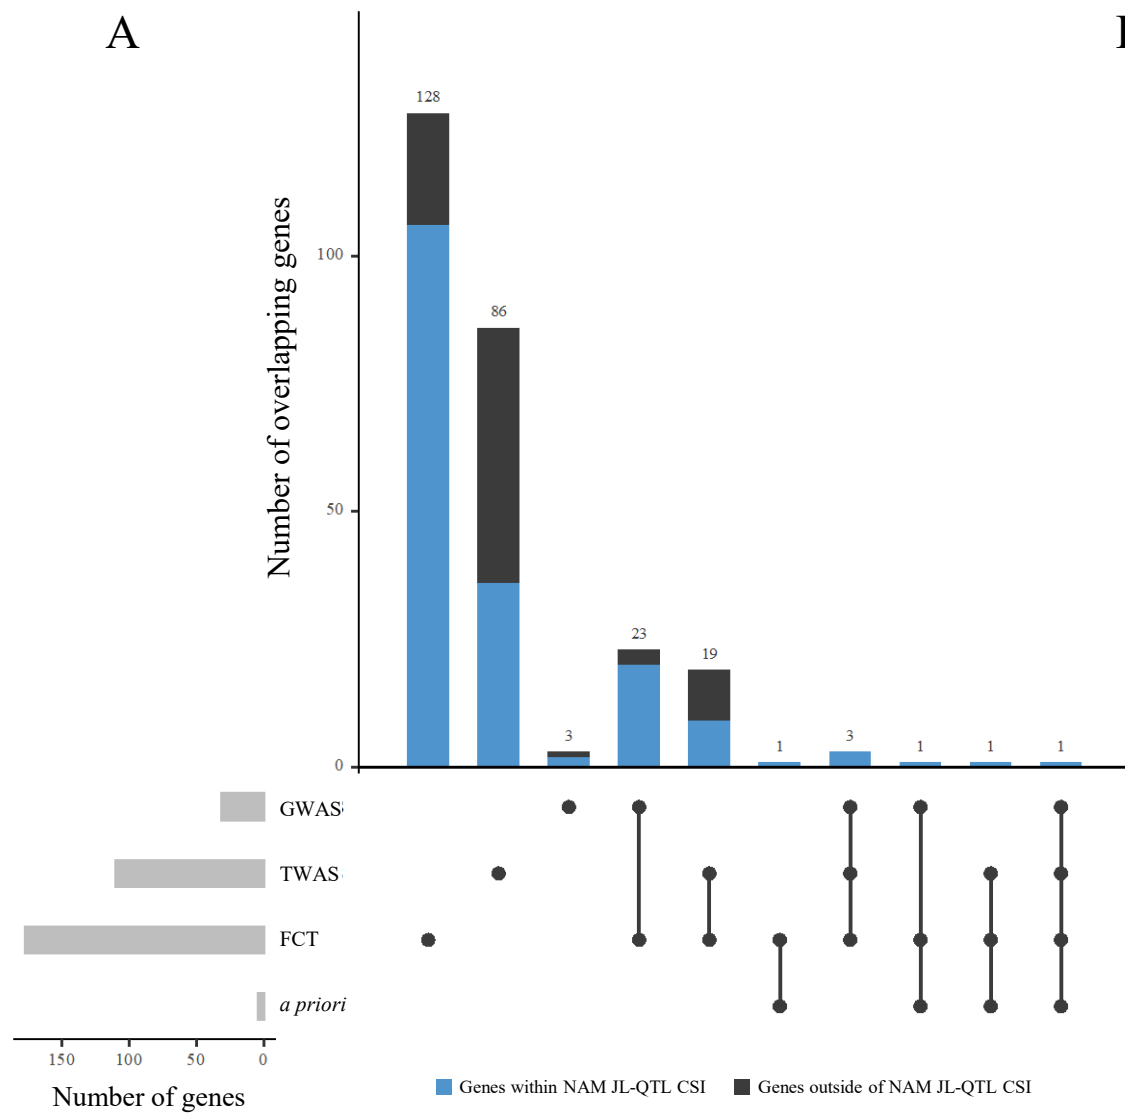 A
128
86
23
19
3
1
3
1
1
1
Number of overlapping genes
100
50
0
GWAS
TWAS
FCT
a priori
150 100 50 0
Number of genes
Genes within NAM JL-QTL CSI Genes outside of NAM JL-QTL CSI